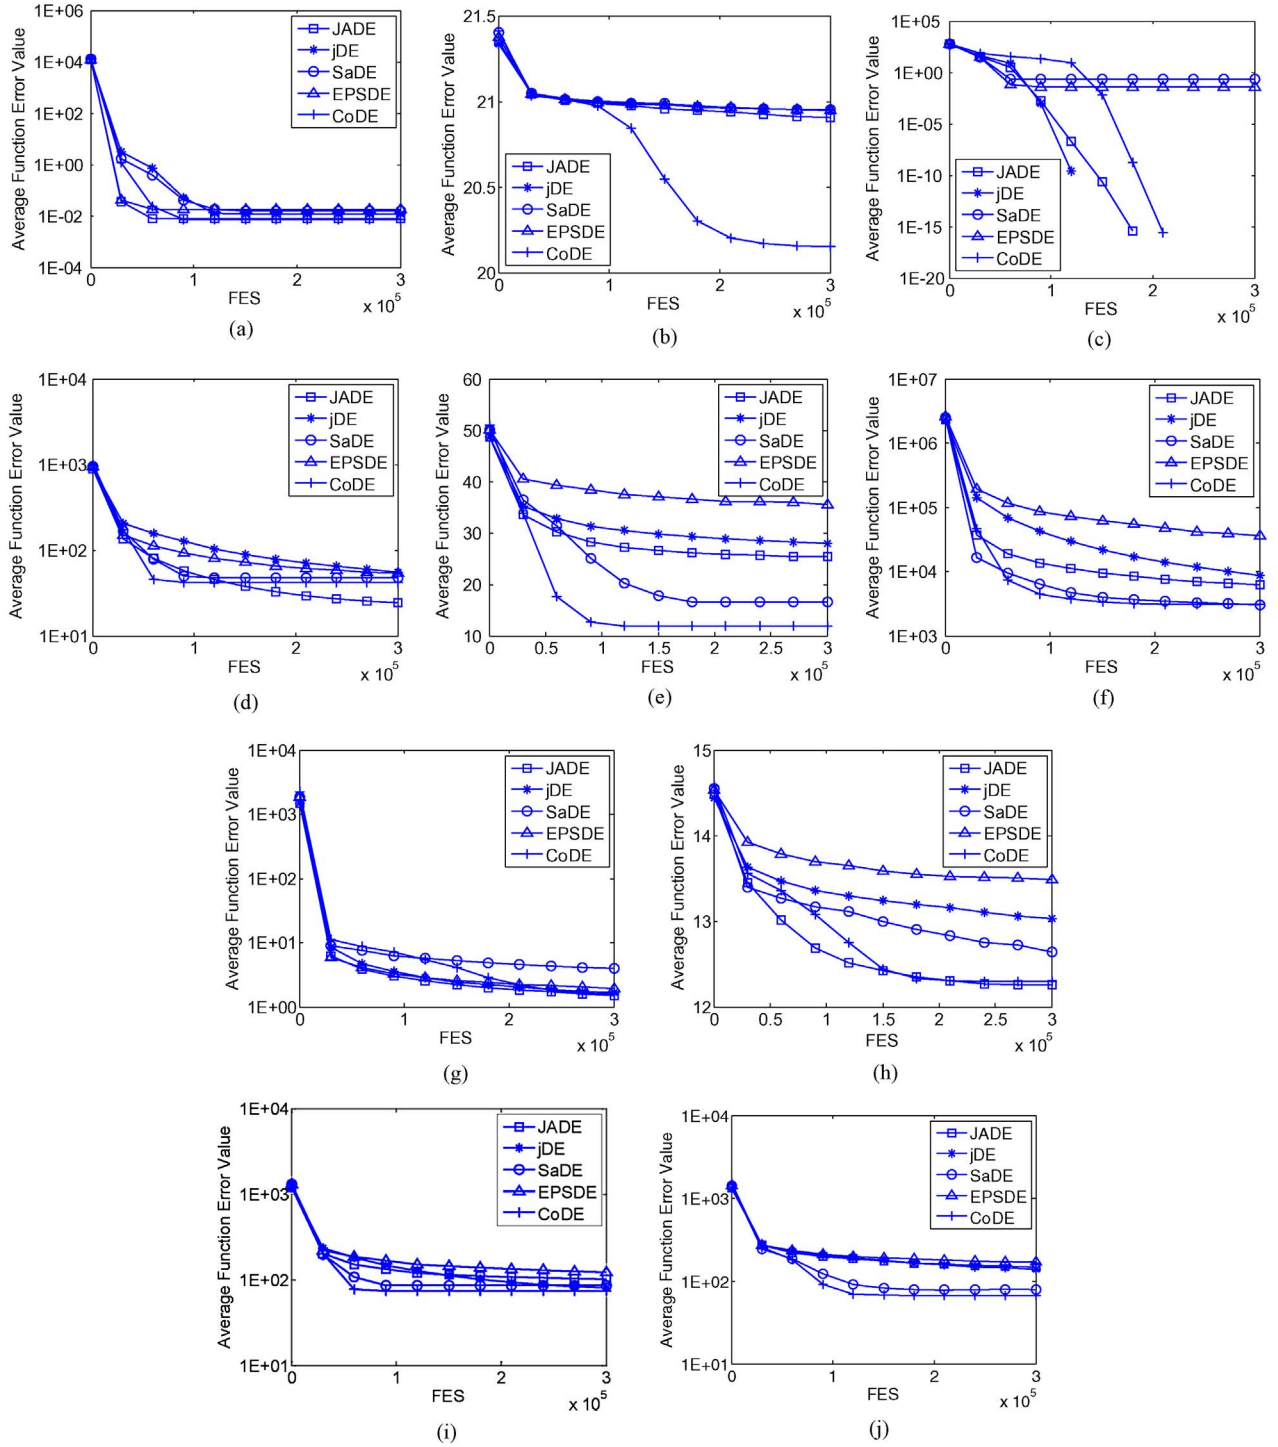 Average Function Error Value
1E+06
1E+04
1E+02
1E+00
1E−02
1E−04
0 1 2 3
FES
x 10^5
JADE
jDE
SaDE
EPSDE
CoDE
(a)
Average Function Error Value
21.5
21
20.5
20
0 1 2 3
FES
x 10^5
JADE
jDE
SaDE
EPSDE
CoDE
(b)
Average Function Error Value
1E+05
1E+00
1E−05
1E−10
1E−15
1E−20
0 1 2 3
FES
x 10^5
JADE
jDE
SaDE
EPSDE
CoDE
(c)
Average Function Error Value
1E+04
1E+03
1E+02
1E+01
0 1 2 3
FES
x 10^5
JADE
jDE
SaDE
EPSDE
CoDE
(d)
Average Function Error Value
60
50
40
30
20
10
0 0.5 1 1.5 2 2.5 3
FES
x 10^5
JADE
jDE
SaDE
EPSDE
CoDE
(e)
Average Function Error Value
1E+07
1E+06
1E+05
1E+04
1E+03
0 1 2 3
FES
x 10^5
JADE
jDE
SaDE
EPSDE
CoDE
(f)
Average Function Error Value
1E+04
1E+03
1E+02
1E+01
1E+00
0 1 2 3
FES
x 10^5
JADE
jDE
SaDE
EPSDE
CoDE
(g)
Average Function Error Value
15
14
13
12
0 0.5 1 1.5 2 2.5 3
FES
x 10^5
JADE
jDE
SaDE
EPSDE
CoDE
(h)
Average Function Error Value
1E+04
1E+03
1E+02
1E+01
0 1 2 3
FES
x 10^5
JADE
jDE
SaDE
EPSDE
CoDE
(i)
Average Function Error Value
1E+04
1E+03
1E+02
1E+01
0 1 2 3
FES
x 10^5
JADE
jDE
SaDE
EPSDE
CoDE
(j)